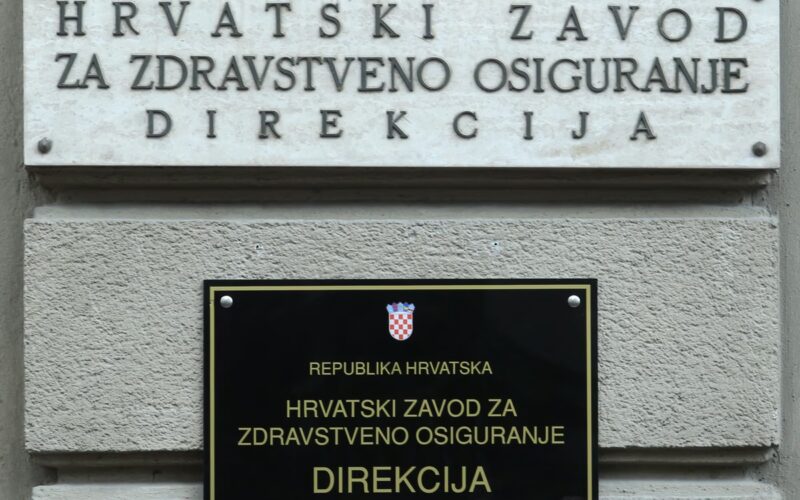 HRVATSKI ZAVOD
ZA ZDRAVSTVENO OSIGURANJE
DIREKCIJA
REPUBLIKA HRVATSKA
HRVATSKI ZAVOD ZA
ZDRAVSTVENO OSIGURANJE
DIREKCIJA